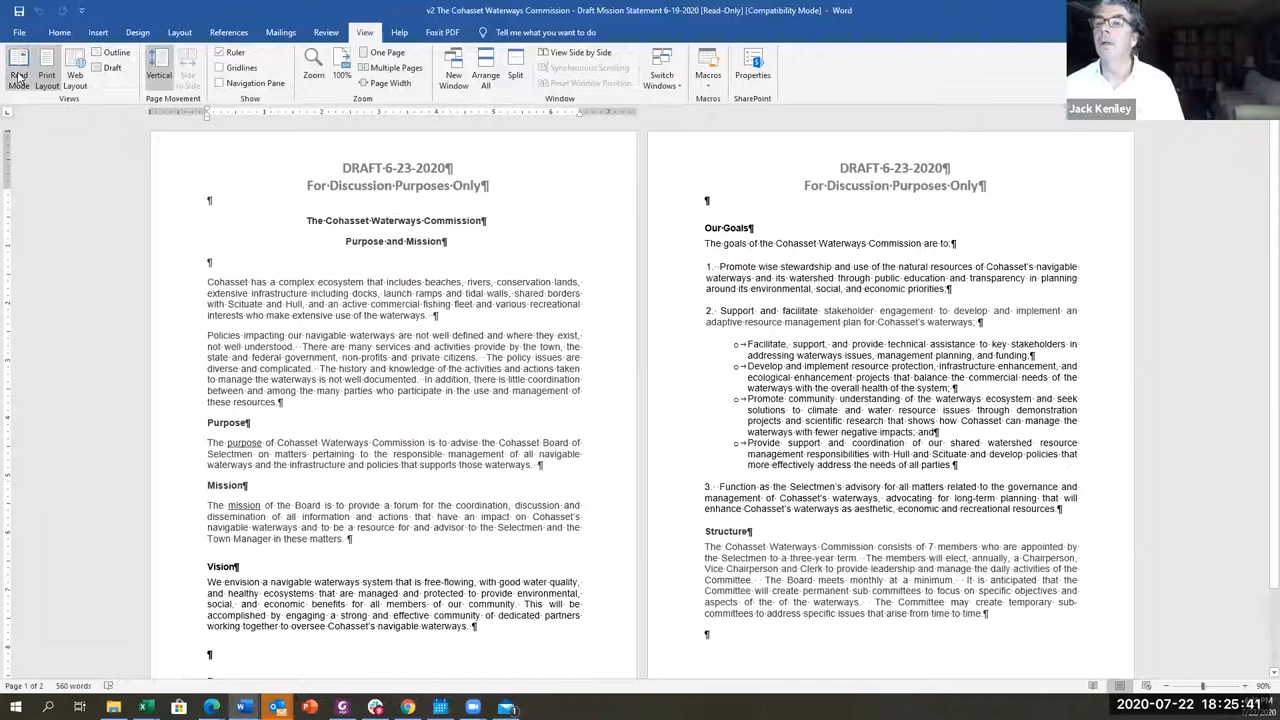 v2 The Cohasset Waterways Commission - Draft Mission Statement 6-19-2020 [Read-Only] [Compatibility Mode] - Word
File Home Insert Design Layout References Mailings Review View Help Foxit PDF Tell me what you want to do
Read Mode
Print Layout
Web Layout
Outline
Draft
Views
Vertical
Side to Side
Page Movement
Ruler
Gridlines
Navigation Pane
Show
Zoom
100%
One Page
Multiple Pages
Page Width
Zoom
New Window
Arrange All
Split
View Side by Side
Synchronous Scrolling
Reset Window Position
Window
Switch Windows
Macros
Macros
Properties
SharePoint
Jack Keniley
DRAFT·6-23-2020¶
For·Discussion·Purposes·Only¶
¶
The·Cohasset·Waterways·Commission¶
Purpose·and·Mission¶
¶
Cohasset has a complex ecosystem that includes beaches, rivers, conservation lands,
extensive infrastructure including docks, launch ramps and tidal walls, shared borders
with Scituate and Hull, and an active commercial fishing fleet and various recreational
interests who make extensive use of the waterways. ¶
Policies impacting our navigable waterways are not well defined and where they exist,
not well understood. There are many services and activities provide by the town, the
state and federal government, non-profits and private citizens. The policy issues are
diverse and complicated. The history and knowledge of the activities and actions taken
to manage the waterways is not well documented. In addition, there is little coordination
between and among the many parties who participate in the use and management of
these resources.¶
Purpose¶
The purpose of Cohasset Waterways Commission is to advise the Cohasset Board of
Selectmen on matters pertaining to the responsible management of all navigable
waterways and the infrastructure and policies that supports those waterways. ¶
Mission¶
The mission of the Board is to provide a forum for the coordination, discussion and
dissemination of all information and actions that have an impact on Cohasset's
navigable waterways and to be a resource for and advisor to the Selectmen and the
Town Manager in these matters. ¶
Vision¶
We envision a navigable waterways system that is free-flowing, with good water quality,
and healthy ecosystems that are managed and protected to provide environmental,
social, and economic benefits for all members of our community. This will be
accomplished by engaging a strong and effective community of dedicated partners
working together to oversee Cohasset's navigable waterways. ¶
¶
DRAFT·6-23-2020¶
For·Discussion·Purposes·Only¶
¶
Our·Goals¶
The goals of the Cohasset Waterways Commission are to:¶
1. Promote wise stewardship and use of the natural resources of Cohasset's navigable
waterways and its watershed through public education and transparency in planning
around its environmental, social, and economic priorities;¶
2. Support and facilitate stakeholder engagement to develop and implement an
adaptive resource management plan for Cohasset's waterways; ¶
o→Facilitate, support, and provide technical assistance to key stakeholders in
addressing waterways issues, management planning, and funding.¶
o→Develop and implement resource protection, infrastructure enhancement, and
ecological enhancement projects that balance the commercial needs of the
waterways with the overall health of the system; ¶
o→Promote community understanding of the waterways ecosystem and seek
solutions to climate and water resource issues through demonstration
projects and scientific research that shows how Cohasset can manage the
waterways with fewer negative impacts; and¶
o→Provide support and coordination of our shared watershed resource
management responsibilities with Hull and Scituate and develop policies that
more effectively address the needs of all parties.¶
3. Function as the Selectmen's advisory for all matters related to the governance and
management of Cohasset's waterways, advocating for long-term planning that will
enhance Cohasset's waterways as aesthetic, economic and recreational resources.¶
Structure¶
The Cohasset Waterways Commission consists of 7 members who are appointed by
the Selectmen to a three-year term. The members will elect, annually, a Chairperson,
Vice Chairperson and Clerk to provide leadership and manage the daily activities of the
Committee. The Board meets monthly at a minimum. It is anticipated that the
Committee will create permanent sub committees to focus on specific objectives and
aspects of the of the waterways. The Committee may create temporary sub-
committees to address specific issues that arise from time to time.¶
¶
Page 1 of 2 560 words 90%
2020-07-22 18:25:41